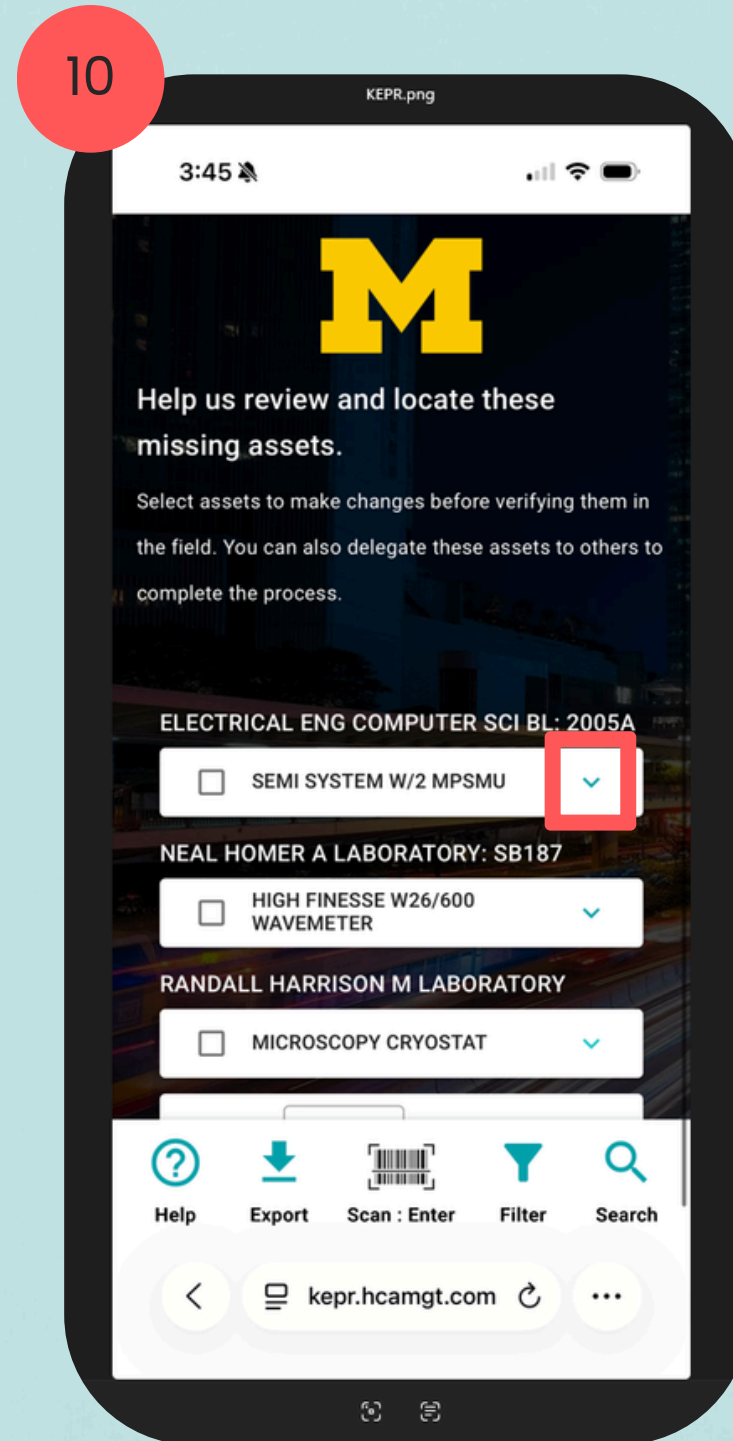 10
KEPR.png
3:45
M
Help us review and locate these
missing assets.
Select assets to make changes before verifying them in
the field. You can also delegate these assets to others to
complete the process.
ELECTRICAL ENG COMPUTER SCI BL: 2005A
SEMI SYSTEM W/2 MPSMU
NEAL HOMER A LABORATORY: SB187
HIGH FINESSE W26/600
WAVEMETER
RANDALL HARRISON M LABORATORY
MICROSCOPY CRYOSTAT
Help Export Scan : Enter Filter Search
kepr.hcamgt.com